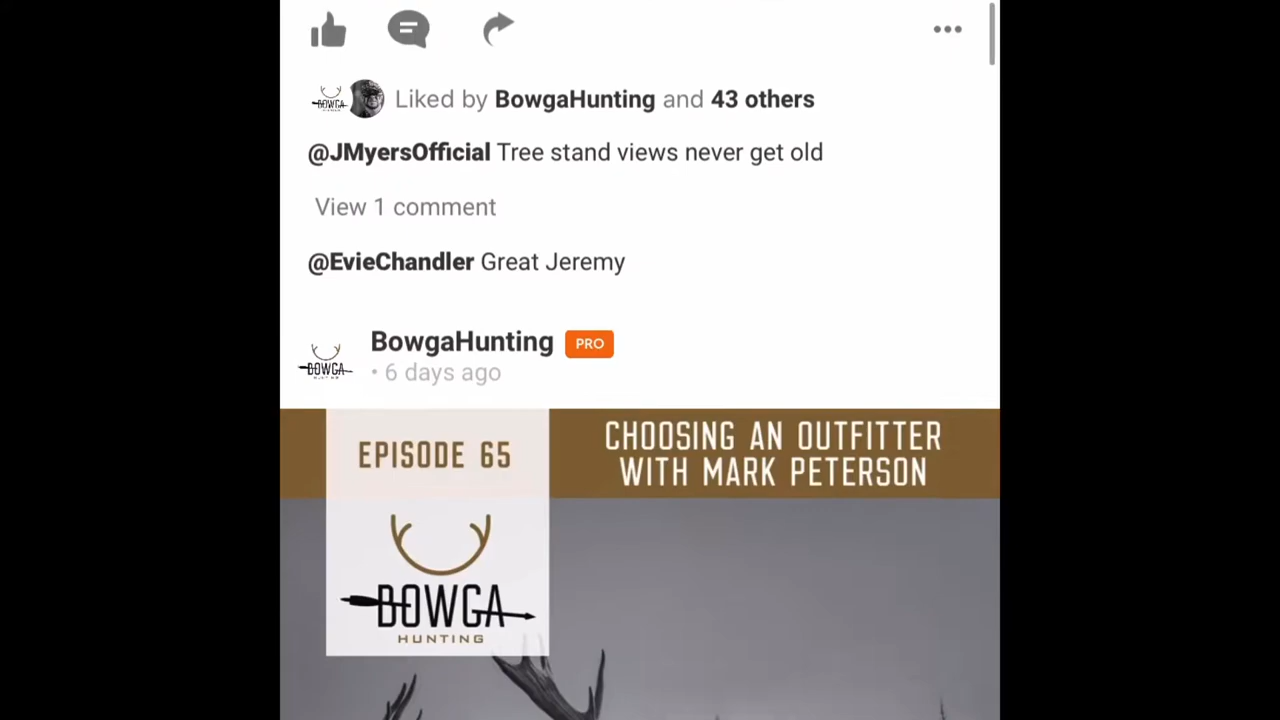 Liked by BowgaHunting and 43 others
@JMyersOfficial Tree stand views never get old
View 1 comment
@EvieChandler Great Jeremy
BowgaHunting PRO
• 6 days ago
EPISODE 65
CHOOSING AN OUTFITTER
WITH MARK PETERSON
BOWGA
HUNTING